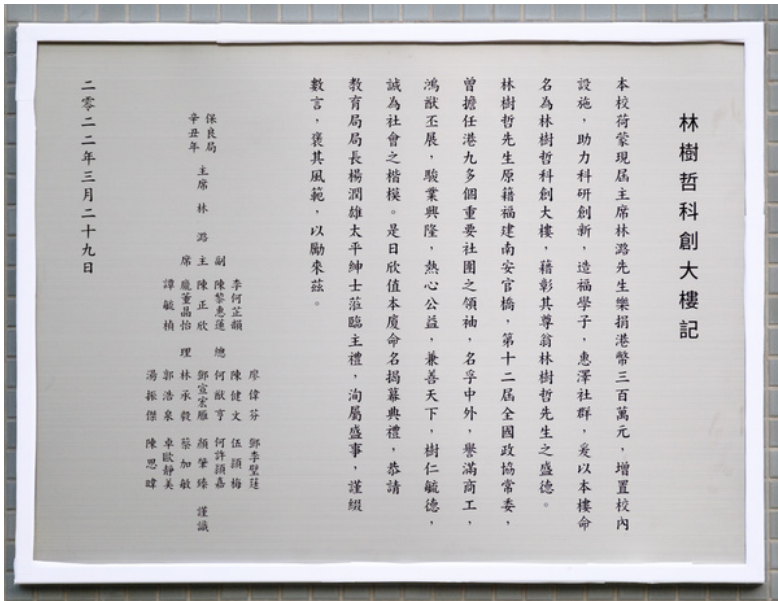 林樹哲科創大樓記
本校荷蒙現屆主席林潞先生樂捐港幣三百萬元，增置校內
設施，助力科研創新，造福學子，惠澤社群，爰以本樓命
名為林樹哲科創大樓，藉彰其尊翁林樹哲先生之盛德。
林樹哲先生原籍福建南安官橋，第十二屆全國政協常委，
曾擔任港九多個重要社團之領袖，名孚中外，譽滿商工，
鴻猷丕展，駿業興隆，熱心公益，兼善天下，樹仁毓德，
誠為社會之楷模。是日欣值本廈命名揭幕典禮，恭請
教育局局長楊潤雄太平紳士蒞臨主禮，洵屬盛事，謹綴
數言，褒其風範，以勵來茲。
保良局
辛丑年
主席 林潞
副主席
李何芷韻
陳黎惠蓮
陳正欣
龐董晶怡
譚毓楨
總理
廖偉芬 鄧李璧蓮
陳健文 伍頴梅
何猷亨 何許頴嘉
鄧宣宏雁 顏肇臻 謹識
林承毅 蔡加敏
郭浩泉 卓歐靜美
湯振傑 陳思暐
二零二二年三月二十九日